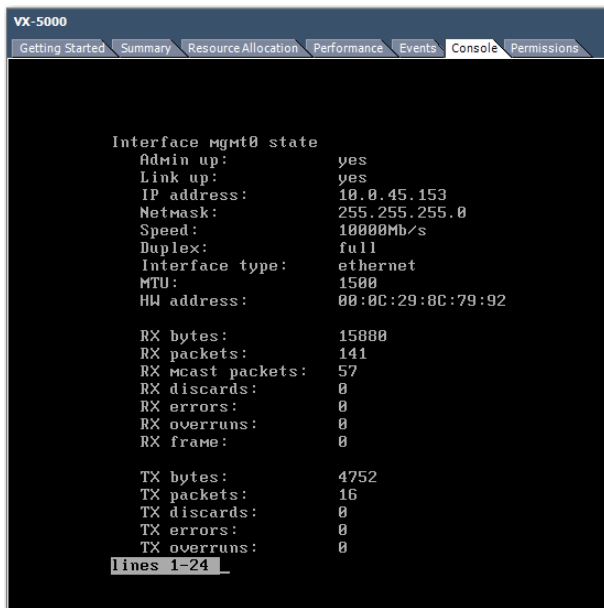 VX-5000
Getting Started Summary Resource Allocation Performance Events Console Permissions
Interface mgmt0 state
Admin up: yes
Link up: yes
IP address: 10.0.45.153
Netmask: 255.255.255.0
Speed: 10000Mb/s
Duplex: full
Interface type: ethernet
MTU: 1500
HW address: 00:0C:29:8C:79:92
RX bytes: 15880
RX packets: 141
RX mcast packets: 57
RX discards: 0
RX errors: 0
RX overruns: 0
RX frame: 0
TX bytes: 4752
TX packets: 16
TX discards: 0
TX errors: 0
TX overruns: 0
lines 1-24 _